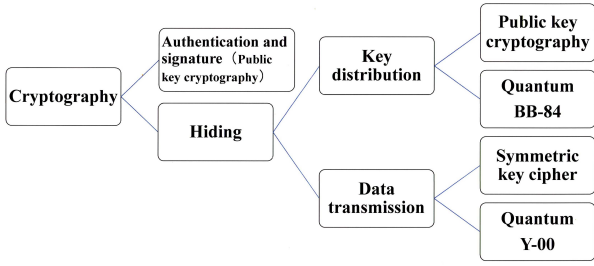 Cryptography
Authentication and
signature（Public
key cryptography）
Hiding
Key
distribution
Data
transmission
Public key
cryptography
Quantum
BB-84
Symmetric
key cipher
Quantum
Y-00